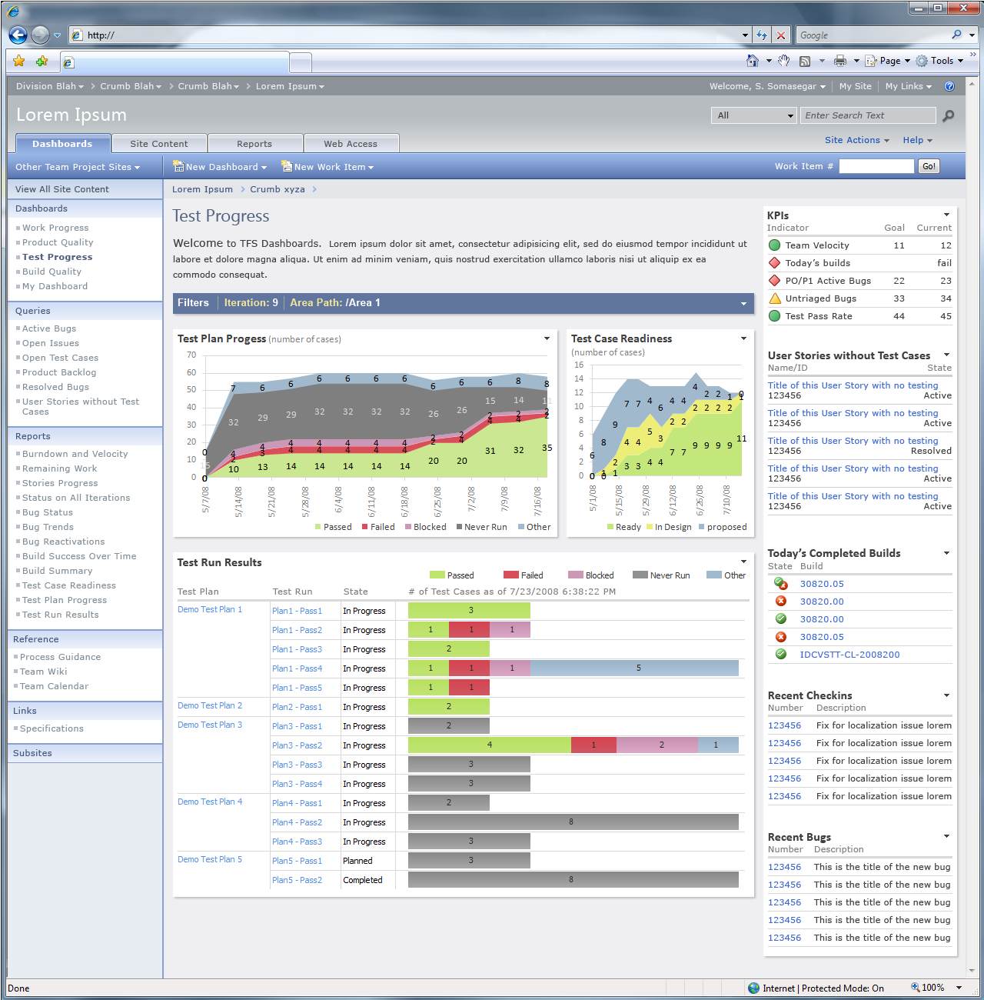 http://
Google
Page
Tools
Division Blah
Crumb Blah
Crumb Blah
Lorem Ipsum
Welcome, S. Somasegar
My Site
My Links
Lorem Ipsum
All
Enter Search Text
Dashboards
Site Content
Reports
Web Access
Site Actions
Help
Other Team Project Sites
New Dashboard
New Work Item
Work Item #
Go!
View All Site Content
Dashboards
Work Progress
Product Quality
Test Progress
Build Quality
My Dashboard
Queries
Active Bugs
Open Issues
Open Test Cases
Product Backlog
Resolved Bugs
User Stories without Test
Cases
Reports
Burndown and Velocity
Remaining Work
Stories Progress
Status on All Iterations
Bug Status
Bug Trends
Bug Reactivations
Build Success Over Time
Build Summary
Test Case Readiness
Test Plan Progress
Test Run Results
Reference
Process Guidance
Team Wiki
Team Calendar
Links
Specifications
Subsites
Lorem Ipsum
Crumb xyza
Test Progress
Welcome to TFS Dashboards. Lorem ipsum dolor sit amet, consectetur adipisicing elit, sed do eiusmod tempor incididunt ut
labore et dolore magna aliqua. Ut enim ad minim veniam, quis nostrud exercitation ullamco laboris nisi ut aliquip ex ea
commodo consequat.
Filters Iteration: 9 Area Path: /Area 1
Test Plan Progess (number of cases)
70
60
50
40
30
20
10
0
0 7 6 6 6 6 6 6 6 6 6 8 8
15 32 29 29 32 32 32 32 26 26 15 14 11
4 4 4 4 4 4 4 2 2 2 2 2
2 3 4 4 4 4 4 2 4 4 4 2
0 10 13 14 14 14 14 14 20 20 31 32 35
5/7/08 5/14/08 5/21/08 5/28/08 6/4/08 6/11/08 6/18/08 6/25/08 7/2/08 7/9/08 7/16/08
Passed Failed Blocked Never Run Other
Test Case Readiness
(number of cases)
16
14
12
10
8
6
4
2
0
6 8 9 7 7 4 6 4 4 4 2 2 1 0
0 1 2 4 4 5 3 2 2 2 2 2 2 1
0 0 1 3 3 4 4 7 7 9 9 9 9 11
5/1/08 5/15/08 5/29/08 6/12/08 6/26/08 7/10/08
Ready In Design proposed
Test Run Results
Passed Failed Blocked Never Run Other
Test Plan Test Run State # of Test Cases as of 7/23/2008 6:38:22 PM
Demo Test Plan 1 Plan1 - Pass1 In Progress 3
Plan1 - Pass2 In Progress 1 1 1
Plan1 - Pass3 In Progress 2
Plan1 - Pass4 In Progress 1 1 1 5
Plan1 - Pass5 In Progress 1 1
Demo Test Plan 2 Plan2 - Pass1 In Progress 2
Demo Test Plan 3 Plan3 - Pass1 In Progress 2
Plan3 - Pass2 In Progress 4 1 2 1
Plan3 - Pass3 In Progress 3
Plan3 - Pass4 In Progress 3
Demo Test Plan 4 Plan4 - Pass1 In Progress 2
Plan4 - Pass2 In Progress 8
Plan4 - Pass3 In Progress 3
Demo Test Plan 5 Plan5 - Pass1 Planned 3
Plan5 - Pass2 Completed 8
KPIs
Indicator Goal Current
Team Velocity 11 12
Today's builds fail
PO/P1 Active Bugs 22 23
Untriaged Bugs 33 34
Test Pass Rate 44 45
User Stories without Test Cases
Name/ID State
Title of this User Story with no testing
123456 Active
Title of this User Story with no testing
123456 Active
Title of this User Story with no testing
123456 Resolved
Title of this User Story with no testing
123456 Active
Title of this User Story with no testing
123456 Active
Today's Completed Builds
State Build
30820.05
30820.00
30820.00
30820.05
IDCVSTT-CL-2008200
Recent Checkins
Number Description
123456 Fix for localization issue lorem
123456 Fix for localization issue lorem
123456 Fix for localization issue lorem
123456 Fix for localization issue lorem
123456 Fix for localization issue lorem
Recent Bugs
Number Description
123456 This is the title of the new bug
123456 This is the title of the new bug
123456 This is the title of the new bug
123456 This is the title of the new bug
123456 This is the title of the new bug
Done
Internet | Protected Mode: On
100%